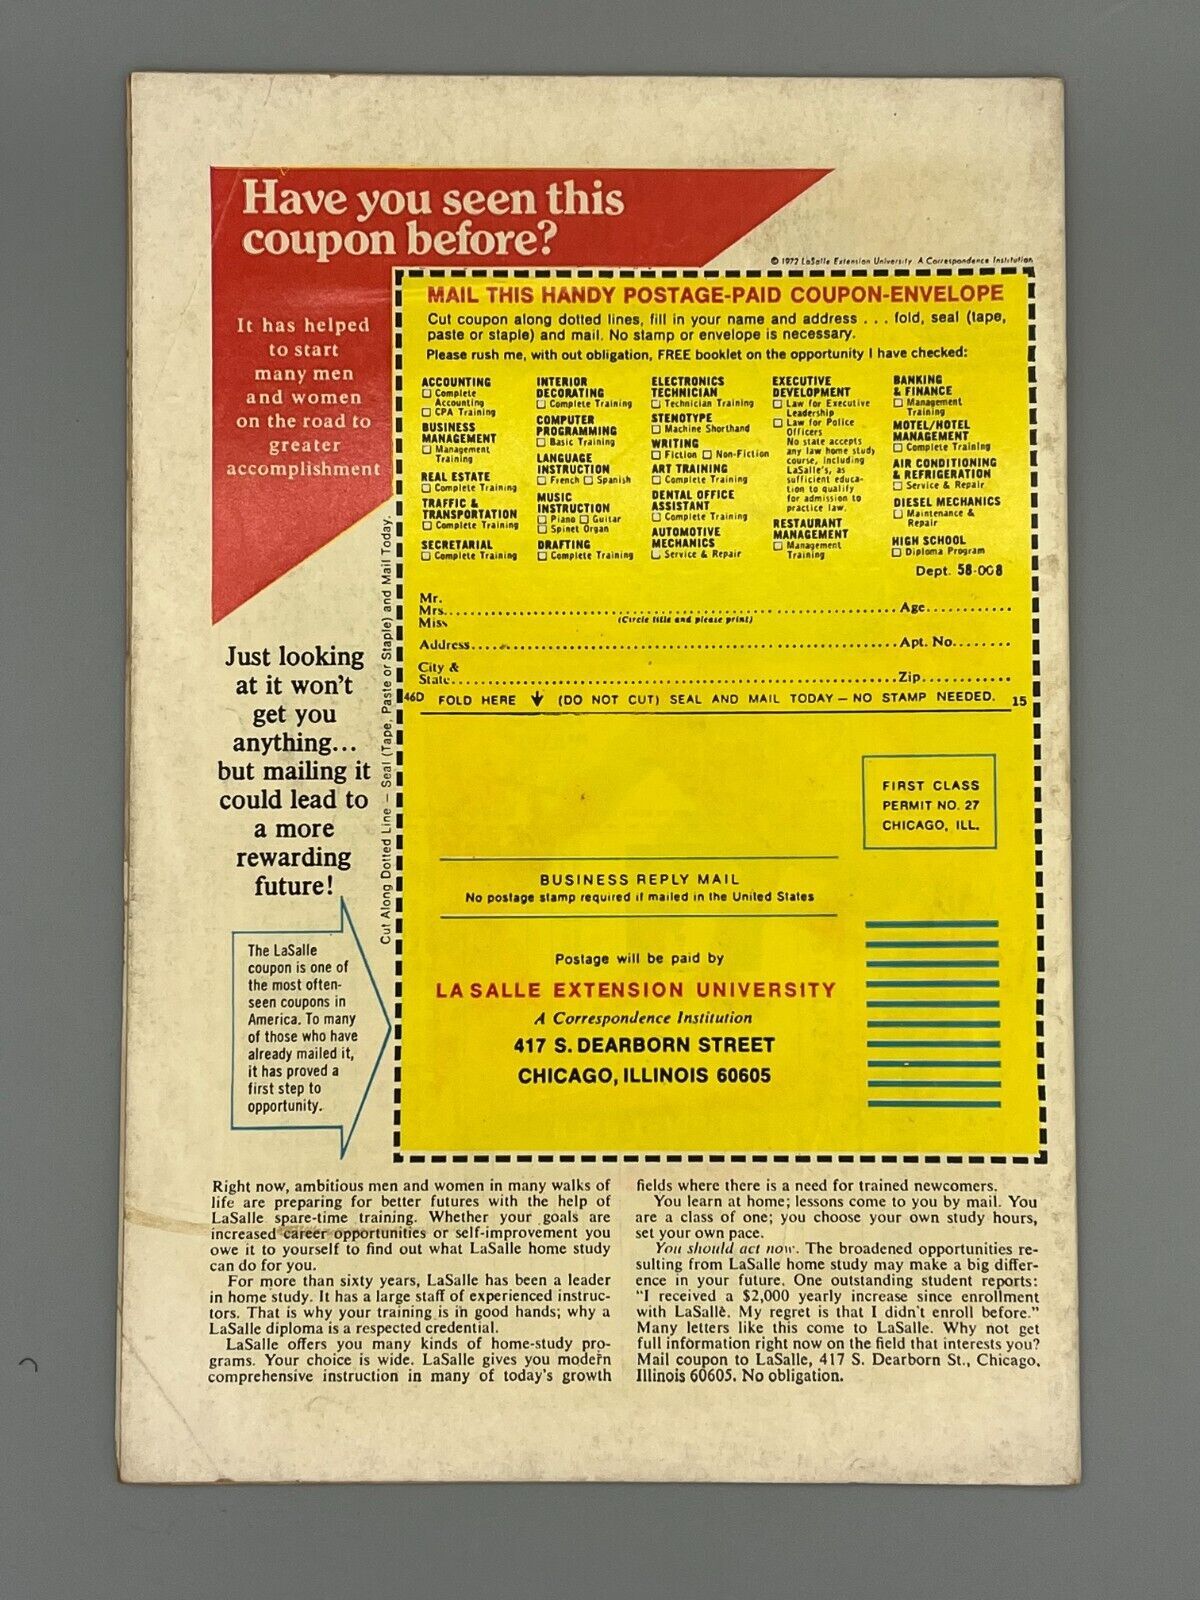 Have you seen this
coupon before?
© 1972 LaSalle Extension University A Correspondence Institution
It has helped
to start
many men
and women
on the road to
greater
accomplishment
MAIL THIS HANDY POSTAGE-PAID COUPON-ENVELOPE
Cut coupon along dotted lines, fill in your name and address . . . fold, seal (tape,
paste or staple) and mail. No stamp or envelope is necessary.
Please rush me, with out obligation, FREE booklet on the opportunity I have checked:
ACCOUNTING
☐ Complete
Accounting
☐ CPA Training
BUSINESS
MANAGEMENT
☐ Management
Training
REAL ESTATE
☐ Complete Training
TRAFFIC &
TRANSPORTATION
☐ Complete Training
SECRETARIAL
☐ Complete Training
INTERIOR
DECORATING
☐ Complete Training
COMPUTER
PROGRAMMING
☐ Basic Training
LANGUAGE
INSTRUCTION
☐ French ☐ Spanish
MUSIC
INSTRUCTION
☐ Piano ☐ Guitar
☐ Spinet Organ
DRAFTING
☐ Complete Training
ELECTRONICS
TECHNICIAN
☐ Technician Training
STENOTYPE
☐ Machine Shorthand
WRITING
☐ Fiction ☐ Non-Fiction
ART TRAINING
☐ Complete Training
DENTAL OFFICE
ASSISTANT
☐ Complete Training
AUTOMOTIVE
MECHANICS
☐ Service & Repair
EXECUTIVE
DEVELOPMENT
☐ Law for Executive
Leadership
☐ Law for Police
Officers
No state accepts
any law home study
course, including
LaSalle's, as
sufficient educa-
tion to qualify
for admission to
practice law.
RESTAURANT
MANAGEMENT
☐ Management
Training
BANKING
& FINANCE
☐ Management
Training
MOTEL/HOTEL
MANAGEMENT
☐ Complete Training
AIR CONDITIONING
& REFRIGERATION
☐ Service & Repair
DIESEL MECHANICS
☐ Maintenance &
Repair
HIGH SCHOOL
☐ Diploma Program
Dept. 58-008
Mr.
Mrs. Age
Miss (Circle title and please print)
Address Apt. No.
City &
State Zip
46D FOLD HERE (DO NOT CUT) SEAL AND MAIL TODAY — NO STAMP NEEDED. 15
Cut Along Dotted Line – Seal (Tape, Paste or Staple) and Mail Today.
Just looking
at it won't
get you
anything...
but mailing it
could lead to
a more
rewarding
future!
FIRST CLASS
PERMIT NO. 27
CHICAGO, ILL.
BUSINESS REPLY MAIL
No postage stamp required if mailed in the United States
Postage will be paid by
LA SALLE EXTENSION UNIVERSITY
A Correspondence Institution
417 S. DEARBORN STREET
CHICAGO, ILLINOIS 60605
The LaSalle
coupon is one of
the most often-
seen coupons in
America. To many
of those who have
already mailed it,
it has proved a
first step to
opportunity.
Right now, ambitious men and women in many walks of
life are preparing for better futures with the help of
LaSalle spare-time training. Whether your goals are
increased career opportunities or self-improvement you
owe it to yourself to find out what LaSalle home study
can do for you.
For more than sixty years, LaSalle has been a leader
in home study. It has a large staff of experienced instruc-
tors. That is why your training is in good hands; why a
LaSalle diploma is a respected credential.
LaSalle offers you many kinds of home-study pro-
grams. Your choice is wide. LaSalle gives you modern
comprehensive instruction in many of today's growth
fields where there is a need for trained newcomers.
You learn at home; lessons come to you by mail. You
are a class of one; you choose your own study hours,
set your own pace.
You should act now. The broadened opportunities re-
sulting from LaSalle home study may make a big differ-
ence in your future. One outstanding student reports:
"I received a $2,000 yearly increase since enrollment
with LaSalle. My regret is that I didn't enroll before."
Many letters like this come to LaSalle. Why not get
full information right now on the field that interests you?
Mail coupon to LaSalle, 417 S. Dearborn St., Chicago,
Illinois 60605. No obligation.